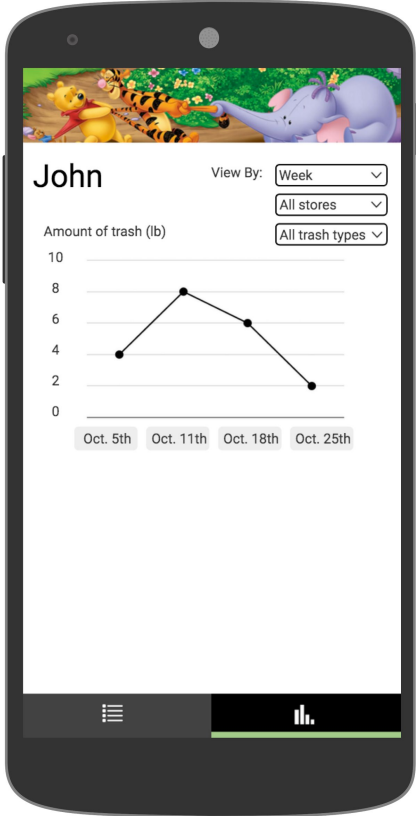 John
View By:
Week
All stores
All trash types
Amount of trash (lb)
10
8
6
4
2
0
Oct. 5th Oct. 11th Oct. 18th Oct. 25th